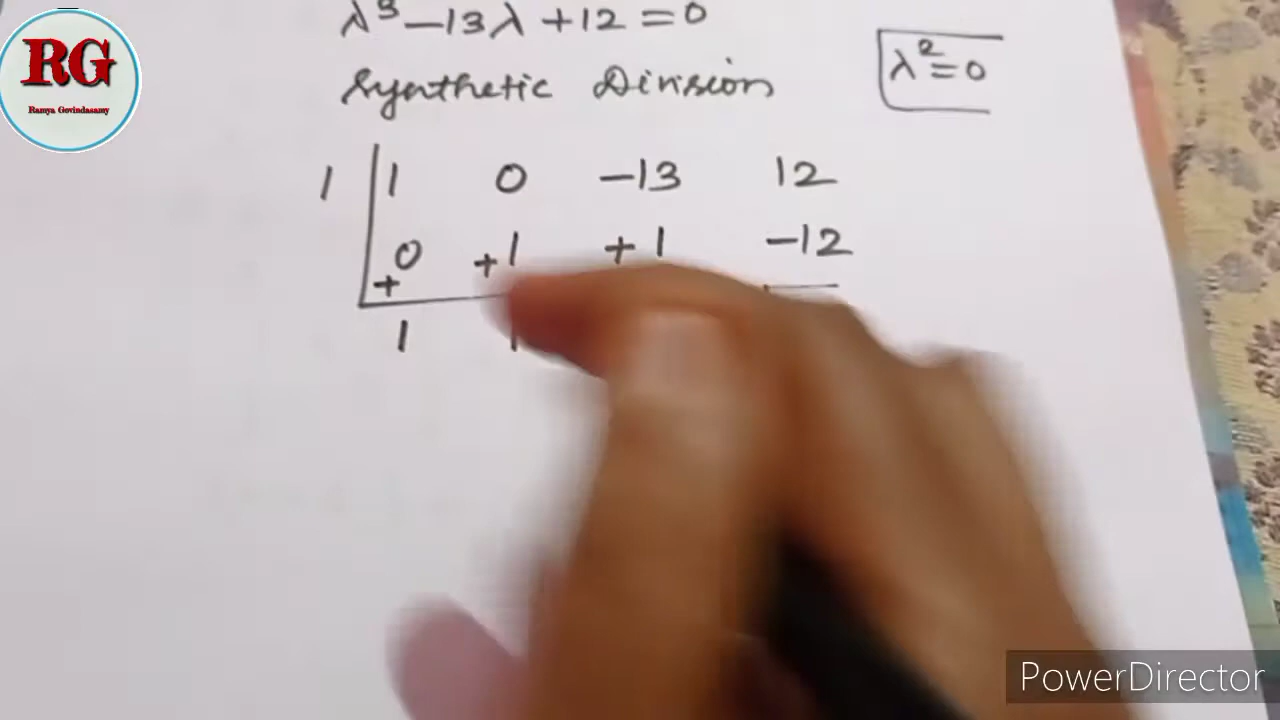 RG
Ramya Govindasamy
λ³ -13λ +12 = 0
Synthetic Division
λ² = 0
1 | 1 0 -13 12
0 +1 +1 -12
+
1 1
PowerDirector